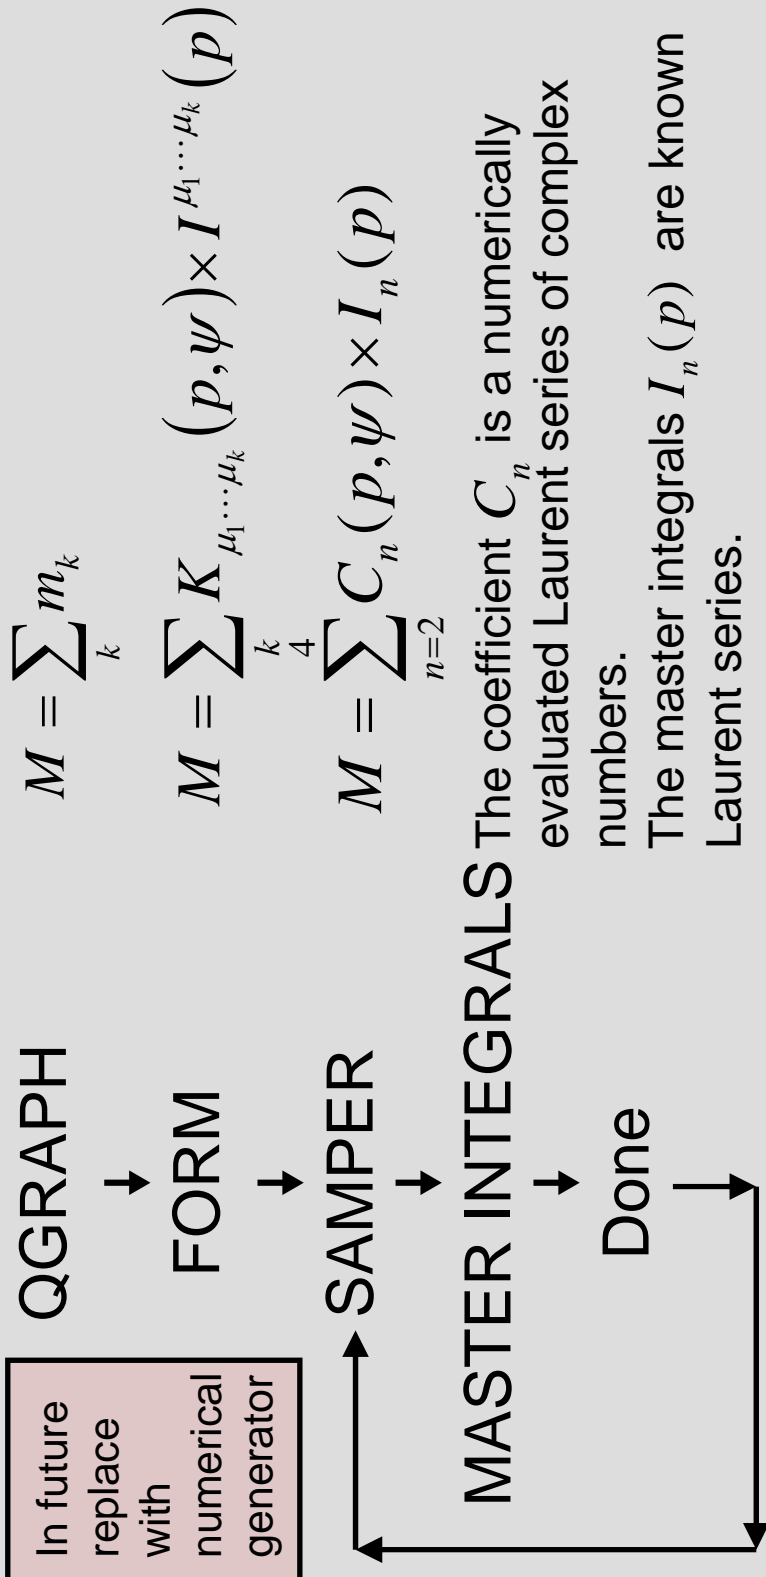 In future
replace
with
numerical
generator
QGRAPH
FORM
SAMPER
MASTER INTEGRALS
Done
M = ∑_k m_k
M = ∑_k K_{μ₁⋯μ_k}(p,ψ) × I^{μ₁⋯μ_k}(p)
M = ∑_{n=2}^{4} C_n(p,ψ) × I_n(p)
The coefficient C_n is a numerically
evaluated Laurent series of complex
numbers.
The master integrals I_n(p) are known
Laurent series.